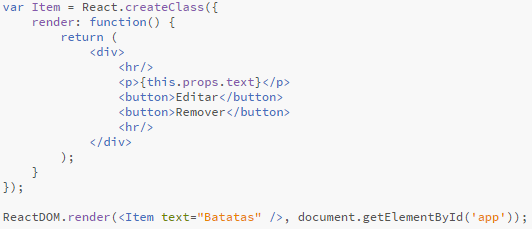 var Item = React.createClass({
    render: function() {
        return (
            <div>
                <hr/>
                <p>{this.props.text}</p>
                <button>Editar</button>
                <button>Remover</button>
                <hr/>
            </div>
        );
    }
});
ReactDOM.render(<Item text="Batatas" />, document.getElementById('app'));